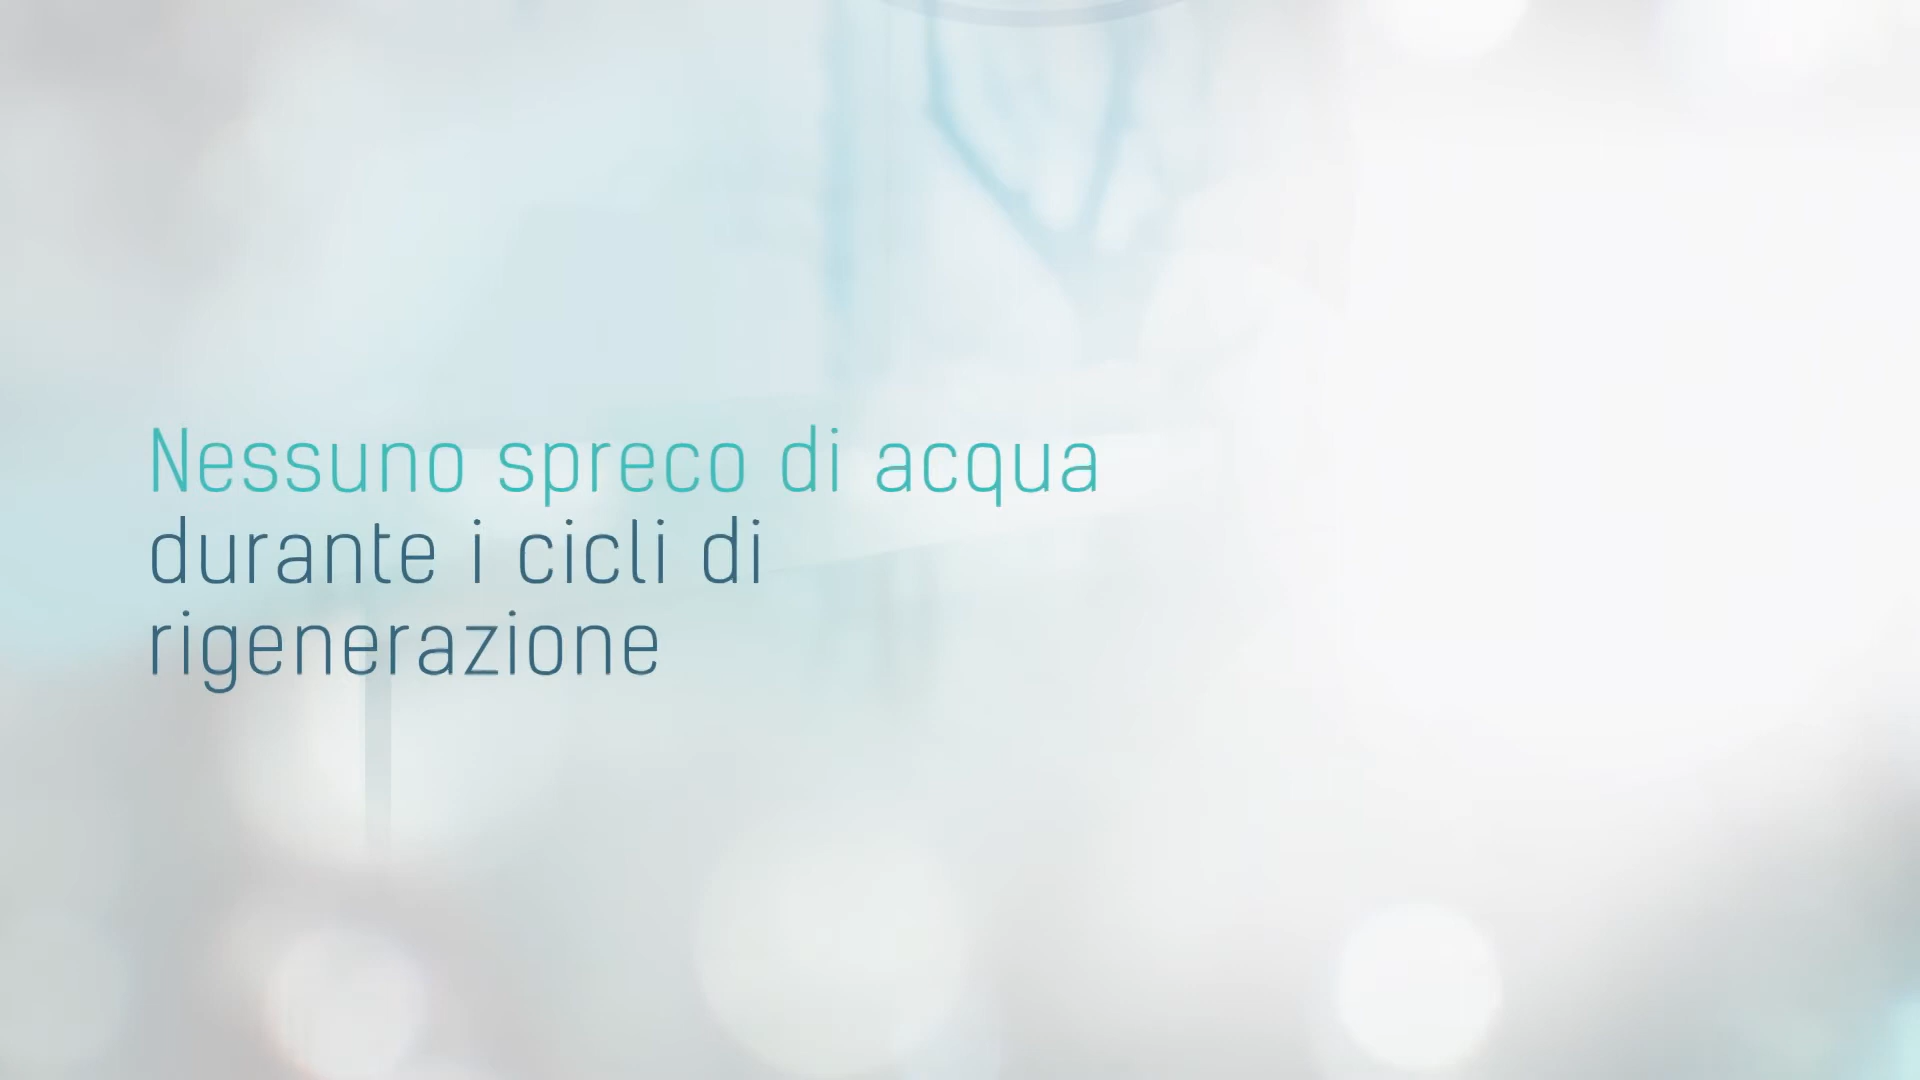 Nessuno spreco di acqua
durante i cicli di
rigenerazione